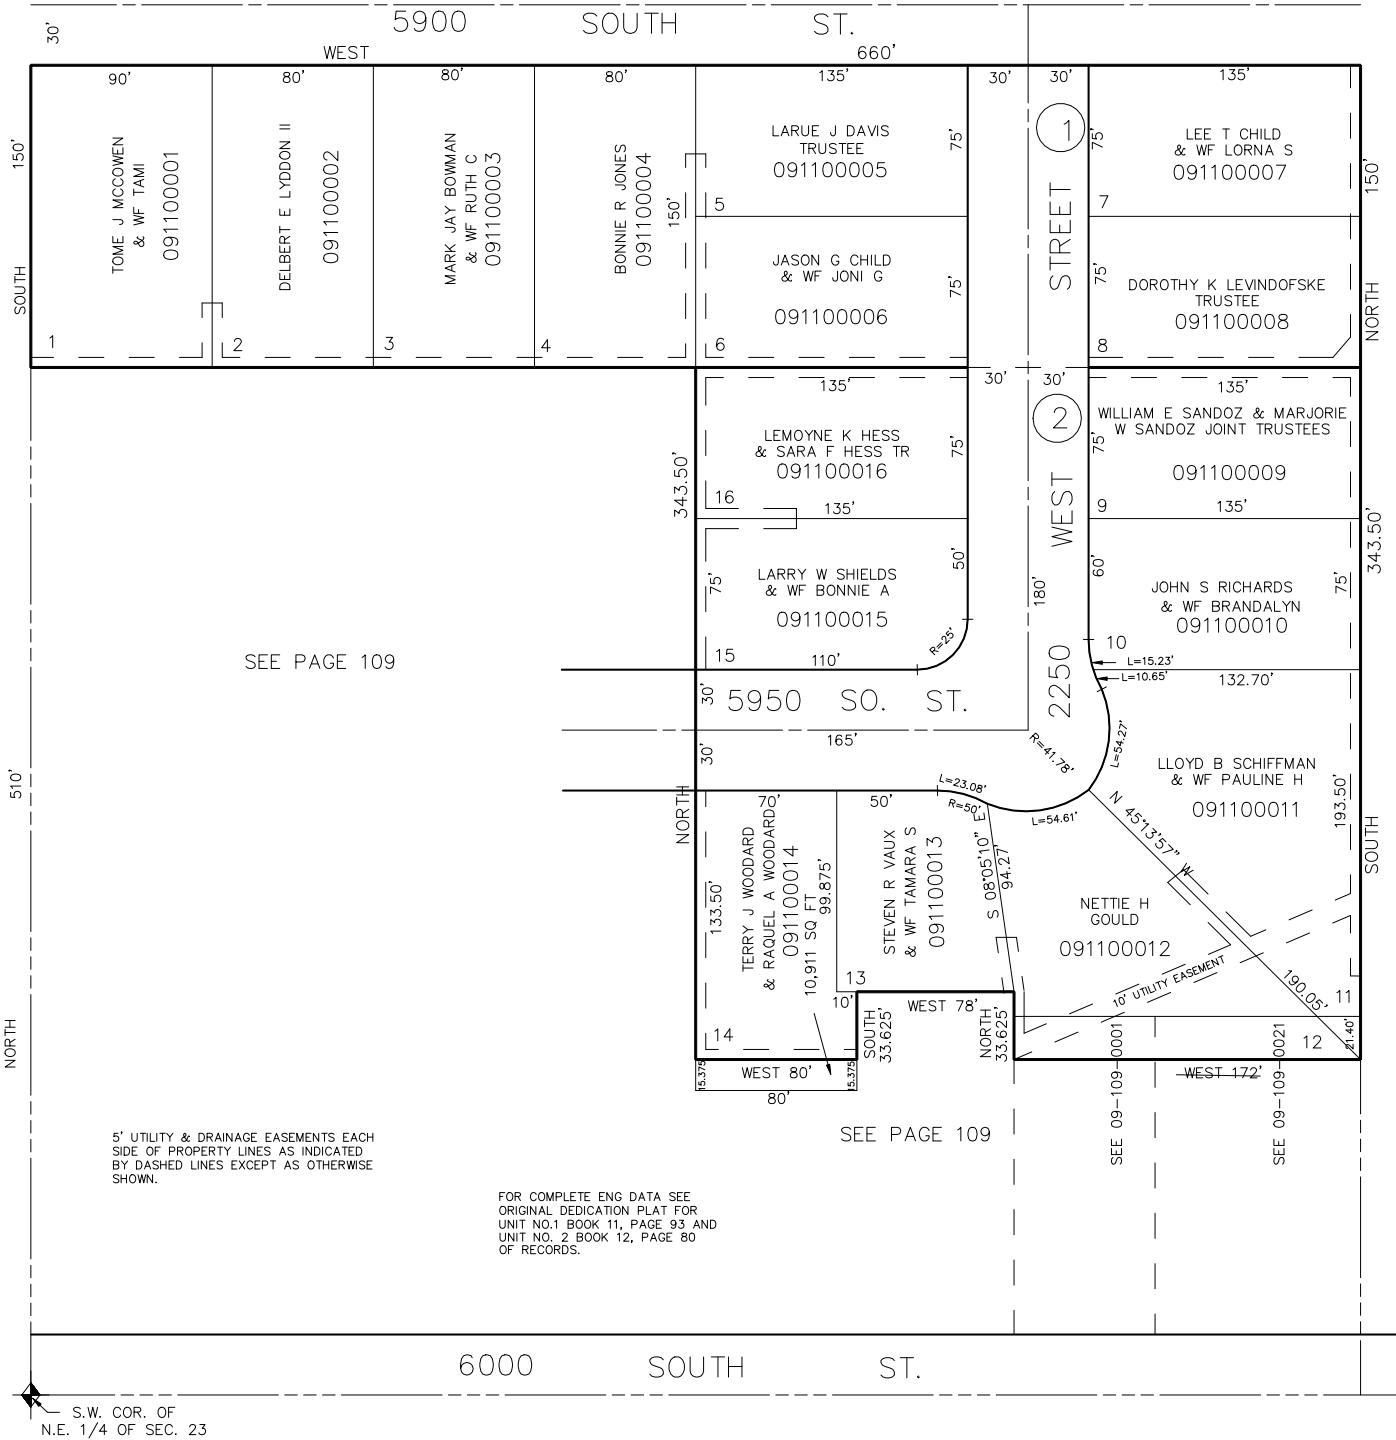 5900 SOUTH ST.
30'
WEST
660'
90'
80'
80'
80'
135'
30'
30'
135'
150'
SOUTH
TOME J MCCOWEN
& WF TAMI
091100001
1
DELBERT E LYDDON II
091100002
2
MARK JAY BOWMAN
& WF RUTH C
091100003
3
BONNIE R JONES
091100004
150'
4
LARUE J DAVIS
TRUSTEE
091100005
75'
5
JASON G CHILD
& WF JONI G
091100006
75'
6
1
STREET
LEE T CHILD
& WF LORNA S
091100007
75'
7
150'
NORTH
DOROTHY K LEVINDOFSKE
TRUSTEE
091100008
75'
8
135'
30'
30'
135'
2
WEST
2250
LEMOYNE K HESS
& SARA F HESS TR
091100016
75'
16
343.50'
135'
WILLIAM E SANDOZ & MARJORIE
W SANDOZ JOINT TRUSTEES
091100009
75'
9
135'
343.50'
LARRY W SHIELDS
& WF BONNIE A
091100015
75'
50'
15
110'
R=25'
180'
60'
JOHN S RICHARDS
& WF BRANDALYN
091100010
75'
10
L=15.23'
L=10.65'
132.70'
SEE PAGE 109
30'
5950 SO. ST.
165'
30'
R=41.78'
L=54.27'
LLOYD B SCHIFFMAN
& WF PAULINE H
091100011
193.50'
SOUTH
510'
NORTH
NORTH
70'
50'
L=23.08'
R=50'
L=54.61'
N 45°13'57" W
190.05'
11
TERRY J WOODARD
& RAQUEL A WOODARD
091100014
10,911 SQ FT
133.50'
99.875'
14
STEVEN R VAUX
& WF TAMARA S
091100013
13
10'
S 08°05'10" E
94.27'
NETTIE H
GOULD
091100012
10' UTILITY EASEMENT
12
21.40'
WEST 78'
SOUTH
33.625'
NORTH
33.625'
WEST 80'
15.375
15.375
80'
WEST 172'
SEE 09-109-0001
SEE 09-109-0021
SEE PAGE 109
5' UTILITY & DRAINAGE EASEMENTS EACH
SIDE OF PROPERTY LINES AS INDICATED
BY DASHED LINES EXCEPT AS OTHERWISE
SHOWN.
FOR COMPLETE ENG DATA SEE
ORIGINAL DEDICATION PLAT FOR
UNIT NO.1 BOOK 11, PAGE 93 AND
UNIT NO. 2 BOOK 12, PAGE 80
OF RECORDS.
6000 SOUTH ST.
S.W. COR. OF
N.E. 1/4 OF SEC. 23